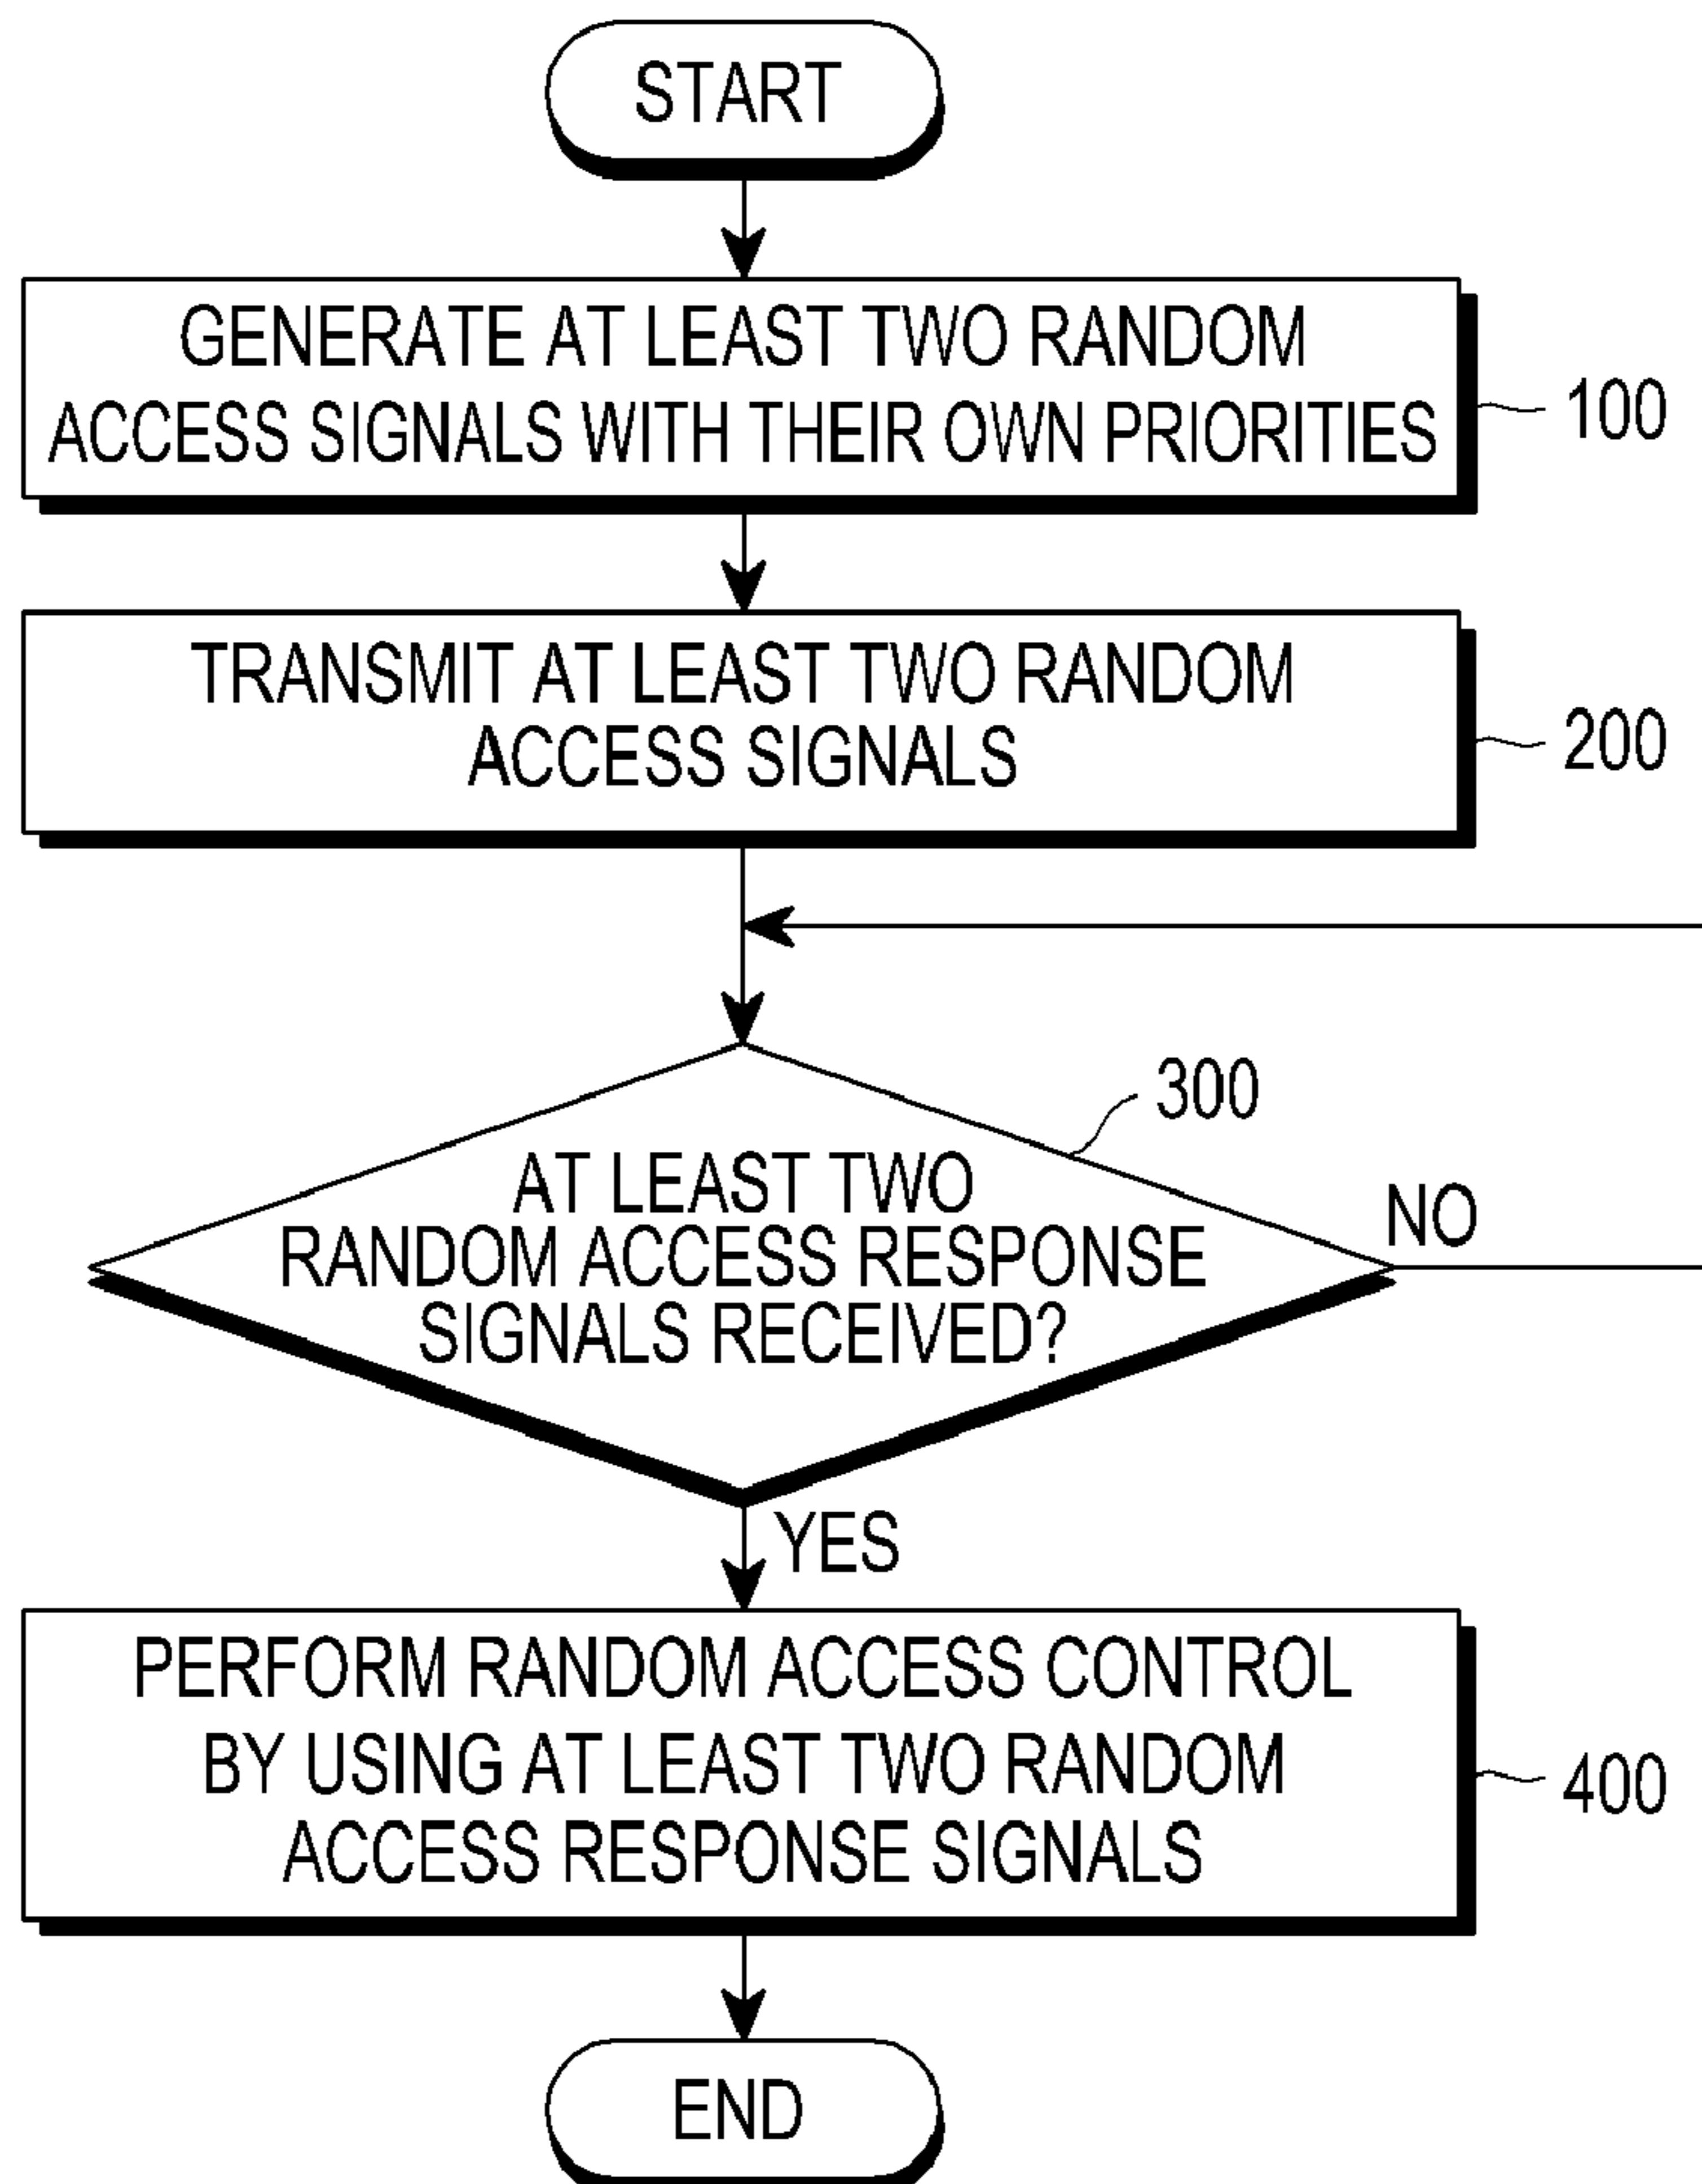 START
GENERATE AT LEAST TWO RANDOM
ACCESS SIGNALS WITH THEIR OWN PRIORITIES
100
TRANSMIT AT LEAST TWO RANDOM
ACCESS SIGNALS
200
300
AT LEAST TWO
RANDOM ACCESS RESPONSE
SIGNALS RECEIVED?
NO
YES
PERFORM RANDOM ACCESS CONTROL
BY USING AT LEAST TWO RANDOM
ACCESS RESPONSE SIGNALS
400
END